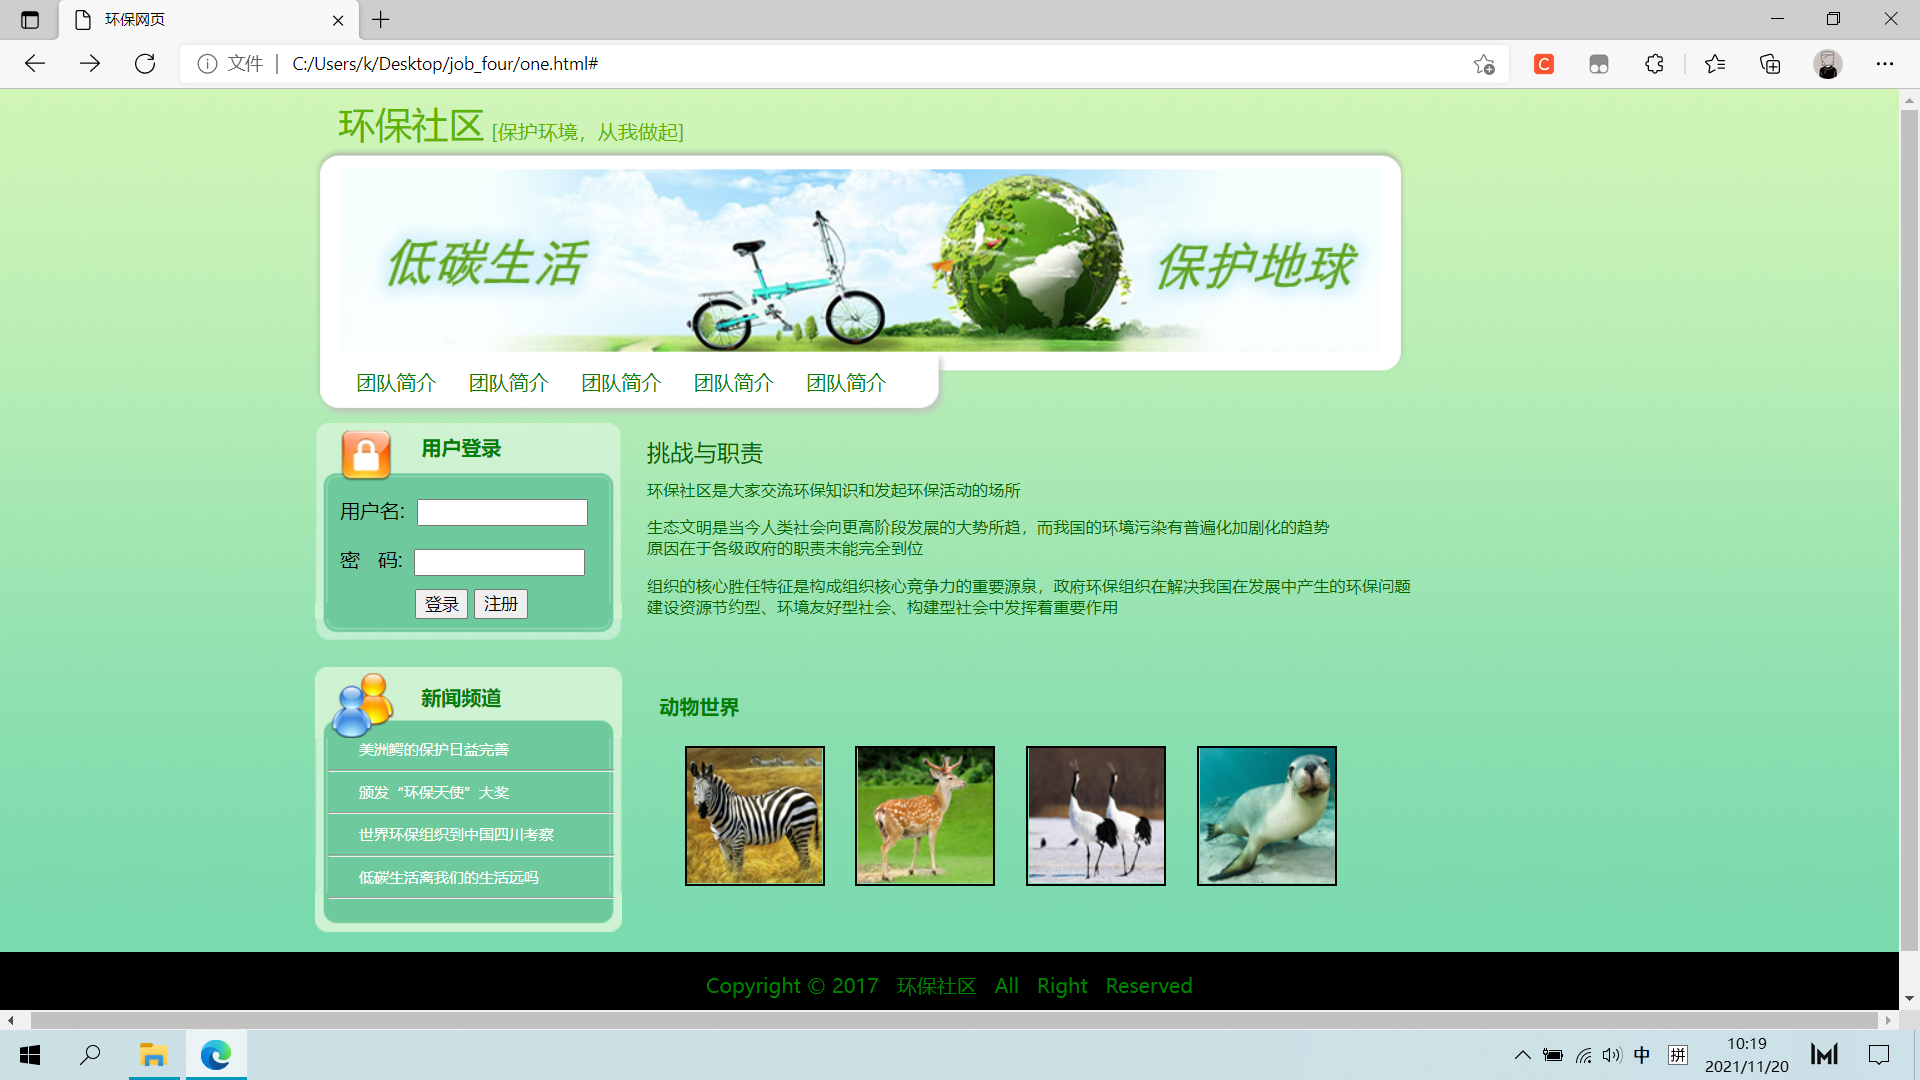 环保网页
文件 C:/Users/k/Desktop/job_four/one.html#
环保社区 [保护环境，从我做起]
低碳生活 保护地球
团队简介 团队简介 团队简介 团队简介 团队简介
用户登录
用户名:
密 码:
登录 注册
挑战与职责
环保社区是大家交流环保知识和发起环保活动的场所
生态文明是当今人类社会向更高阶段发展的大势所趋，而我国的环境污染有普遍化加剧化的趋势
原因在于各级政府的职责未能完全到位
组织的核心胜任特征是构成组织核心竞争力的重要源泉，政府环保组织在解决我国在发展中产生的环保问题
建设资源节约型、环境友好型社会、构建型社会中发挥着重要作用
新闻频道
美洲鳄的保护日益完善
颁发“环保天使”大奖
世界环保组织到中国四川考察
低碳生活离我们的生活远吗
动物世界
Copyright © 2017 环保社区 All Right Reserved
中 拼 10:19
2021/11/20